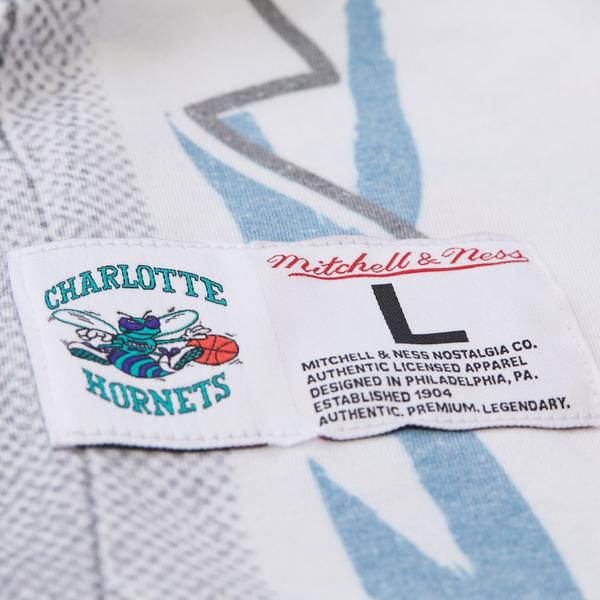 CHARLOTTE
HORNETS
Mitchell & Ness
L
MITCHELL & NESS NOSTALGIA CO.
AUTHENTIC LICENSED APPAREL
DESIGNED IN PHILADELPHIA, PA.
ESTABLISHED 1904
AUTHENTIC. PREMIUM. LEGENDARY.